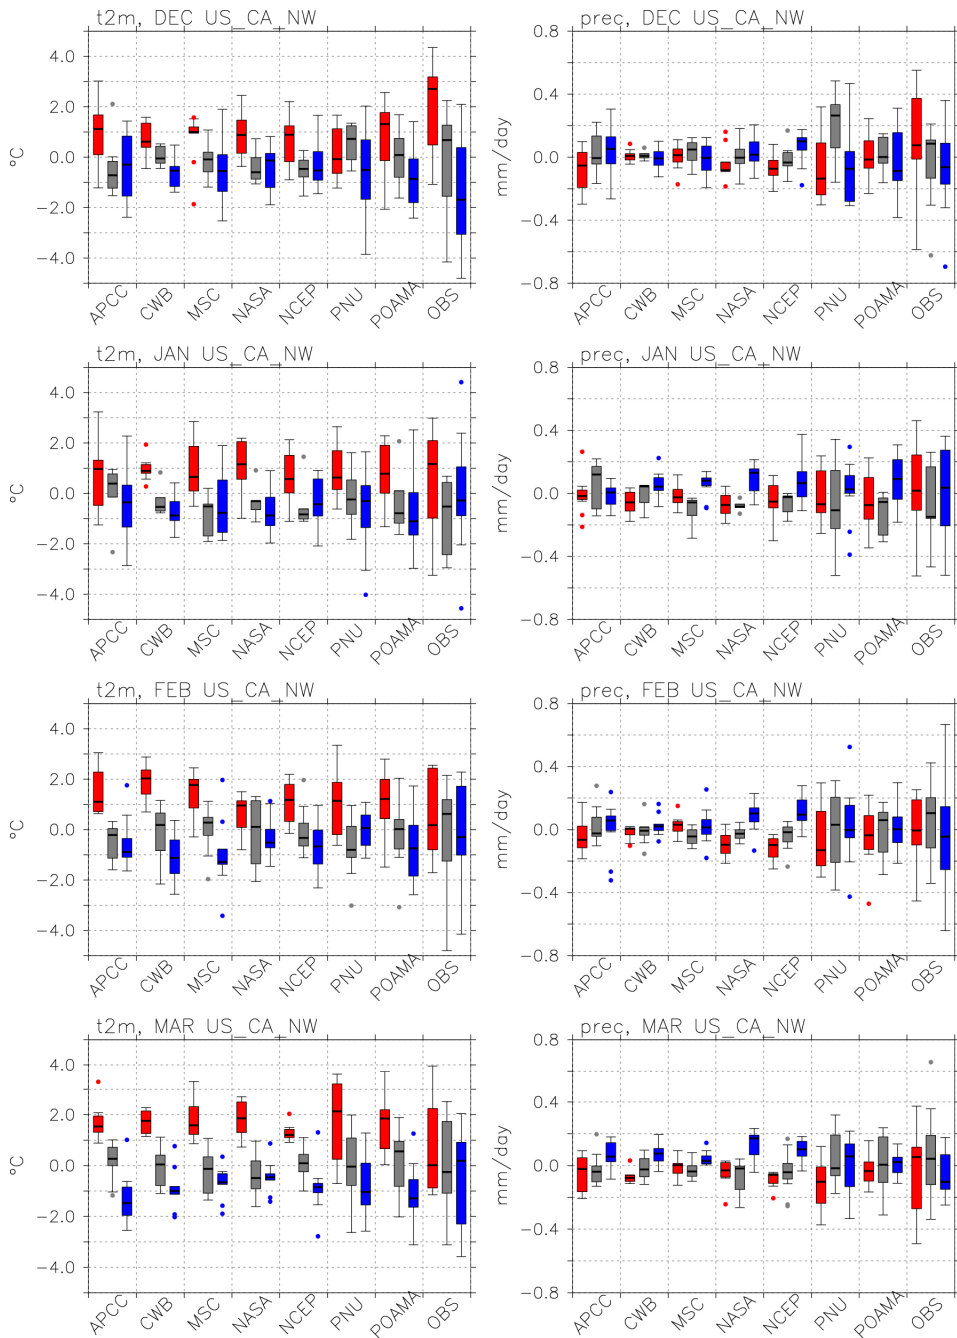 t2m, DEC US_CA_NW
prec, DEC US_CA_NW
4.0
2.0
0.0
−2.0
−4.0
°C
0.8
0.4
0.0
−0.4
−0.8
mm/day
APCC CWB MSC NASA NCEP PNU POAMA OBS
APCC CWB MSC NASA NCEP PNU POAMA OBS
t2m, JAN US_CA_NW
prec, JAN US_CA_NW
4.0
2.0
0.0
−2.0
−4.0
°C
0.8
0.4
0.0
−0.4
−0.8
mm/day
APCC CWB MSC NASA NCEP PNU POAMA OBS
APCC CWB MSC NASA NCEP PNU POAMA OBS
t2m, FEB US_CA_NW
prec, FEB US_CA_NW
4.0
2.0
0.0
−2.0
−4.0
°C
0.8
0.4
0.0
−0.4
−0.8
mm/day
APCC CWB MSC NASA NCEP PNU POAMA OBS
APCC CWB MSC NASA NCEP PNU POAMA OBS
t2m, MAR US_CA_NW
prec, MAR US_CA_NW
4.0
2.0
0.0
−2.0
−4.0
°C
0.8
0.4
0.0
−0.4
−0.8
mm/day
APCC CWB MSC NASA NCEP PNU POAMA OBS
APCC CWB MSC NASA NCEP PNU POAMA OBS